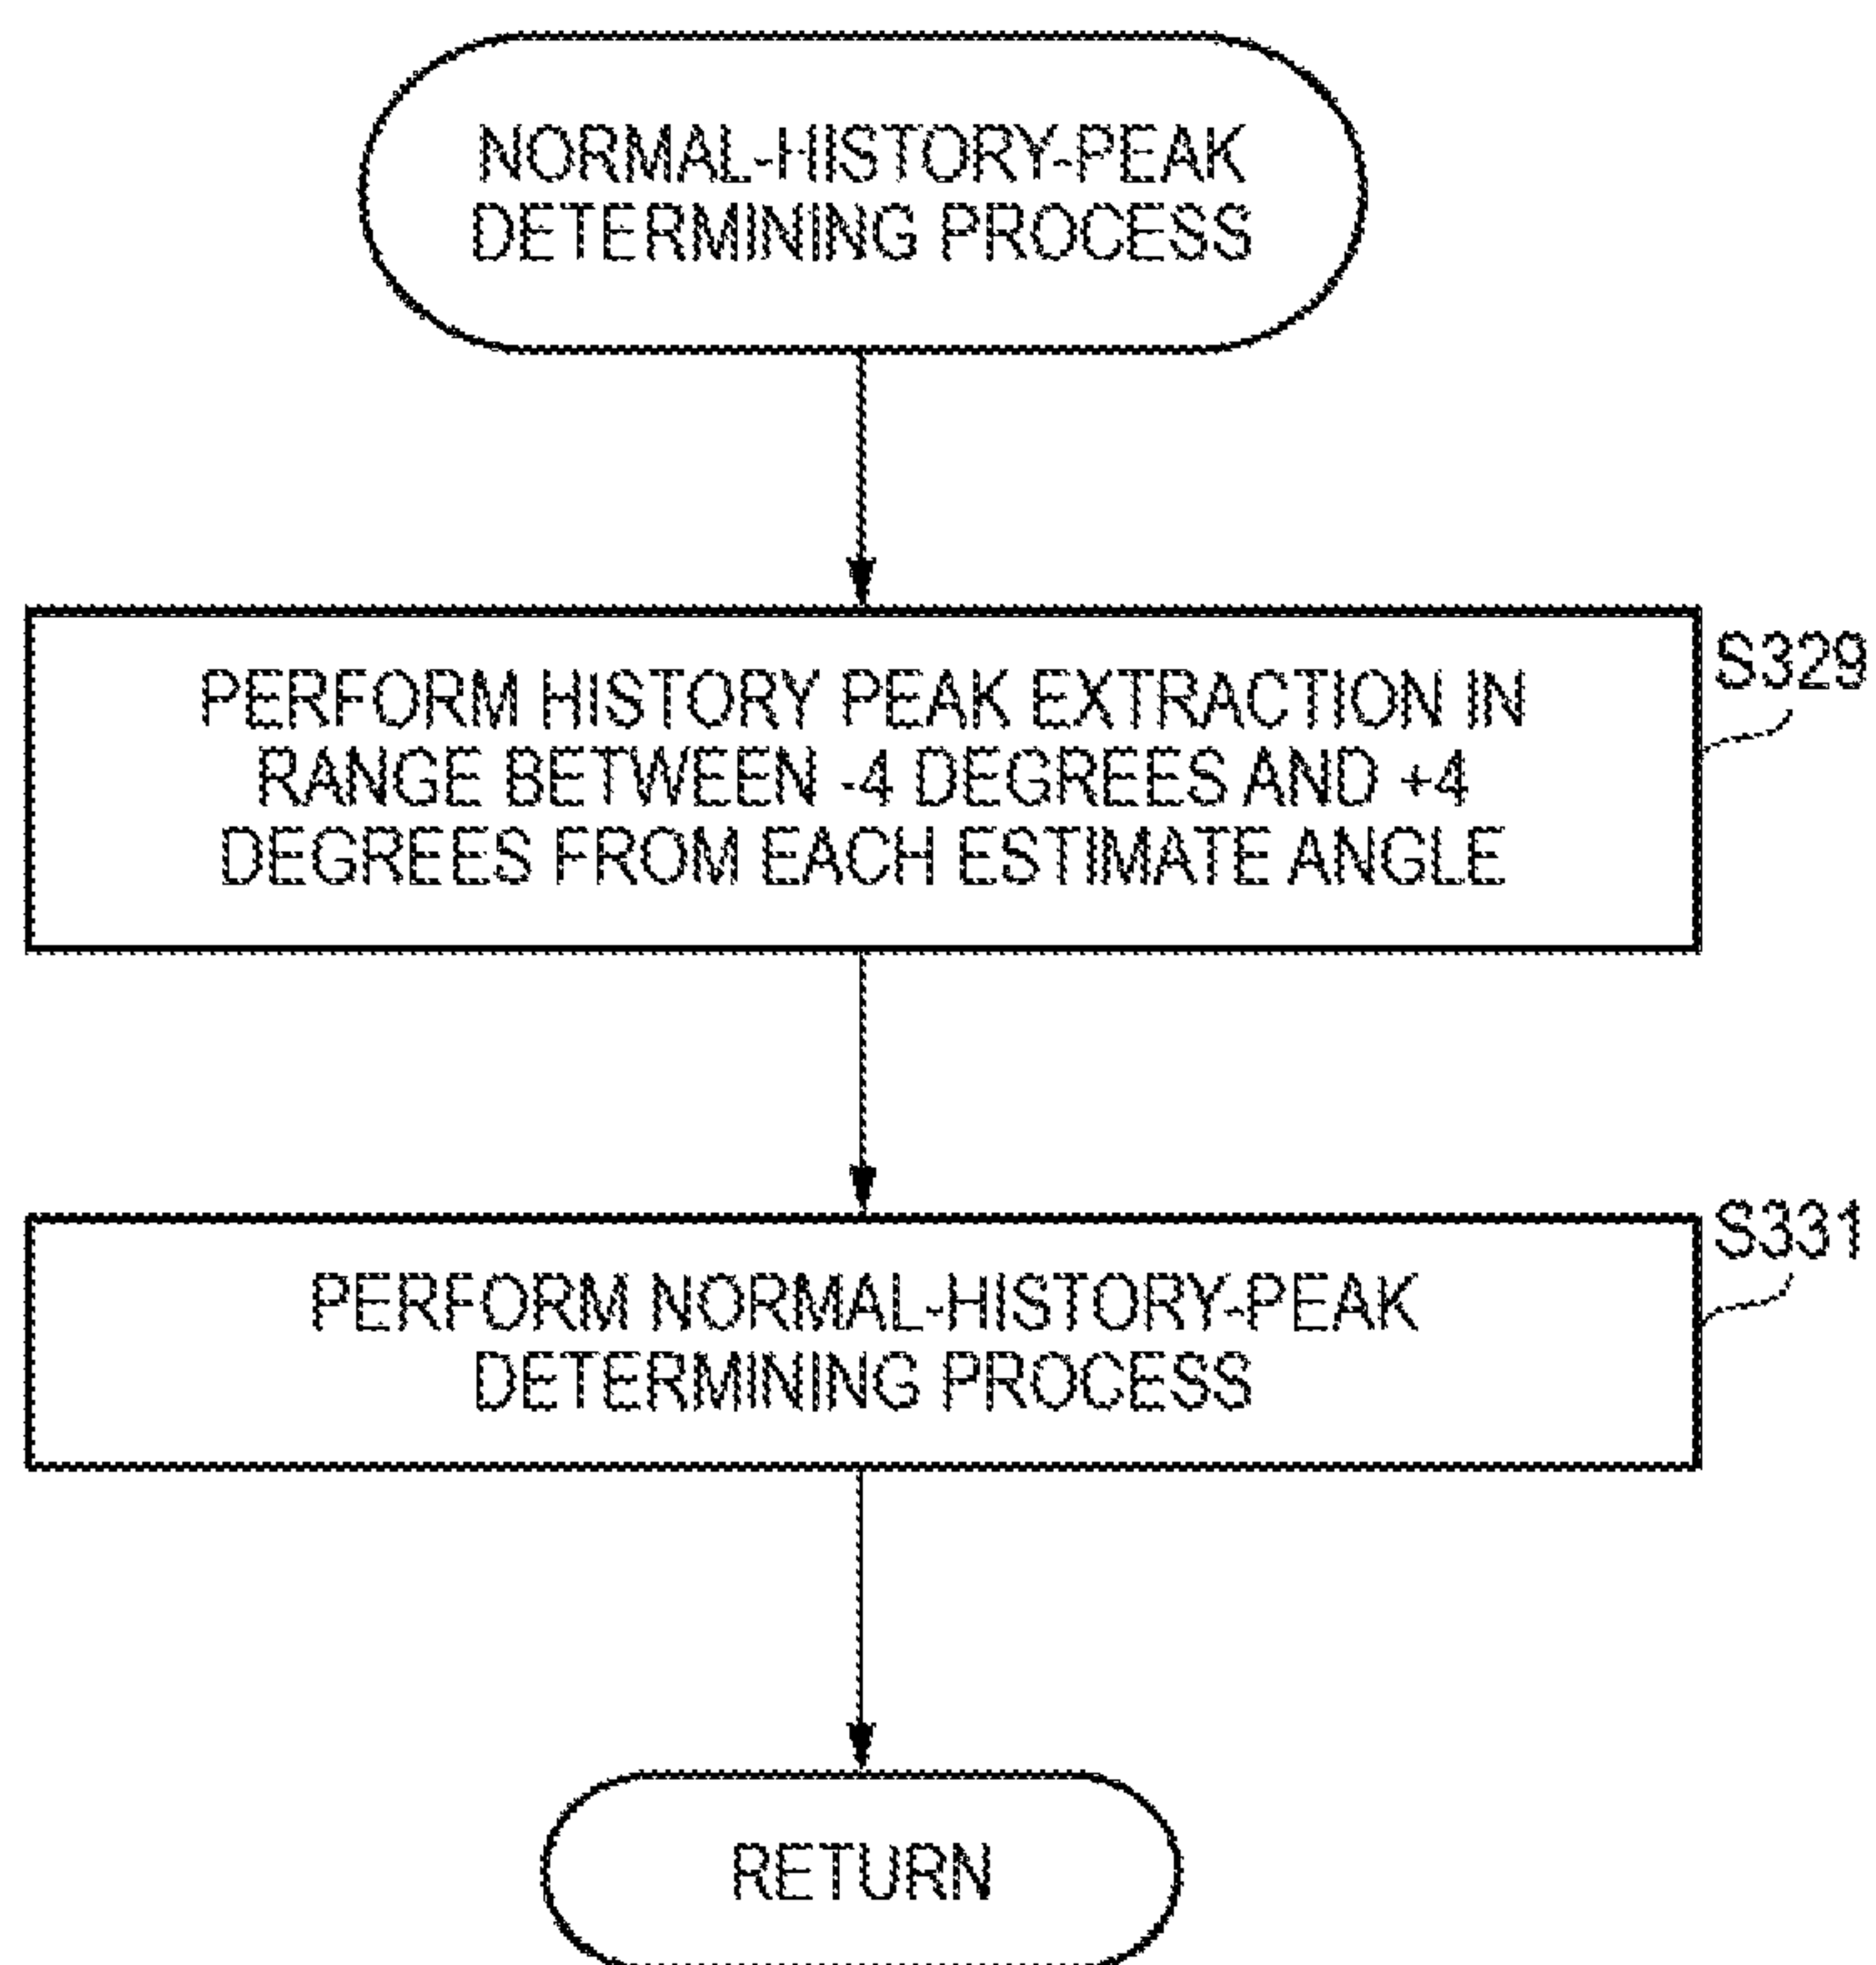 NORMAL-HISTORY-PEAK
DETERMINING PROCESS
S329
PERFORM HISTORY PEAK EXTRACTION IN
RANGE BETWEEN -4 DEGREES AND +4
DEGREES FROM EACH ESTIMATE ANGLE
S331
PERFORM NORMAL-HISTORY-PEAK
DETERMINING PROCESS
RETURN